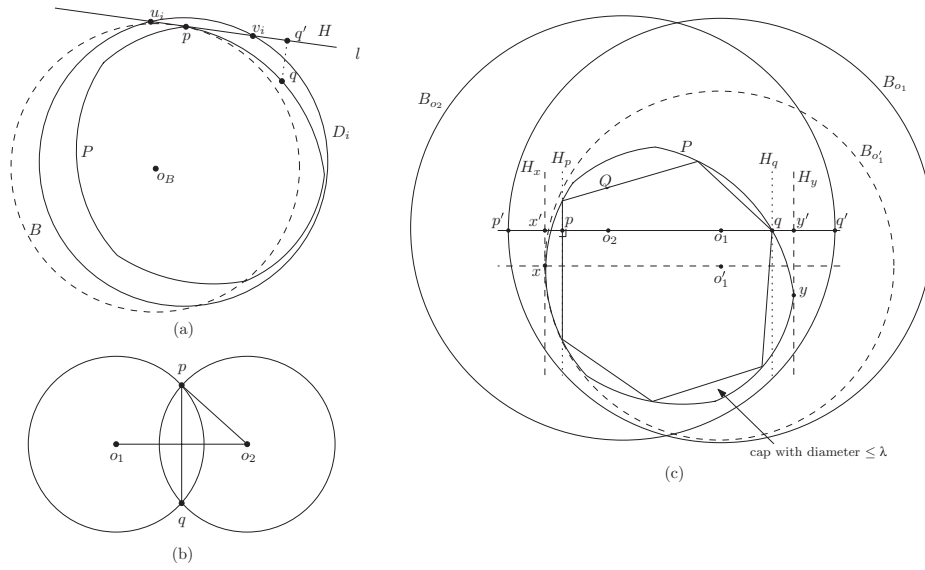 u_i
H
p
v_i
q'
l
q
D_i
P
o_B
B
(a)
p
o_1
o_2
q
(b)
B_{o_2}
B_{o_1}
B_{o'_1}
P
H_x
H_p
H_q
H_y
Q
p'
x'
p
o_2
o_1
q
y'
q'
x
o'_1
y
cap with diameter ≤ λ
(c)